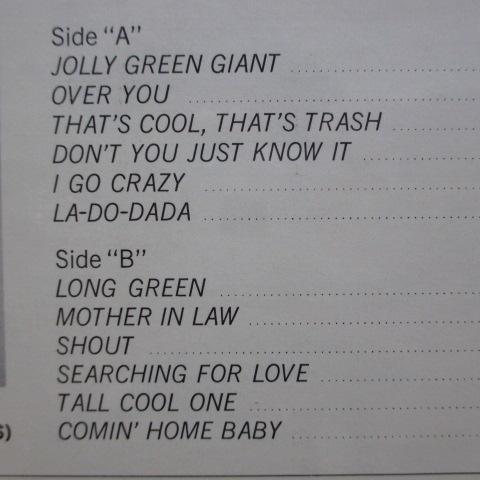 Side "A"
JOLLY GREEN GIANT
OVER YOU
THAT'S COOL, THAT'S TRASH
DON'T YOU JUST KNOW IT
I GO CRAZY
LA-DO-DADA
Side "B"
LONG GREEN
MOTHER IN LAW
SHOUT
SEARCHING FOR LOVE
TALL COOL ONE
COMIN' HOME BABY